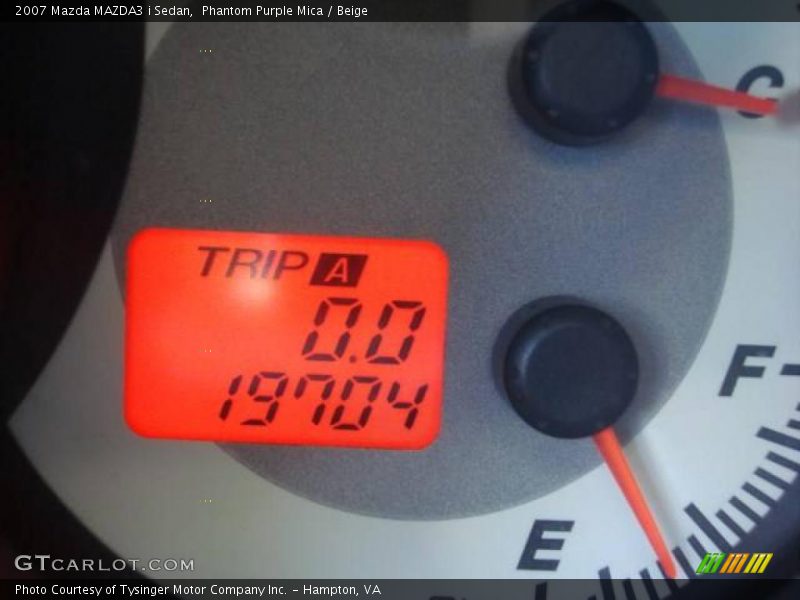 2007 Mazda MAZDA3 i Sedan,  Phantom Purple Mica / Beige
C
TRIP A
0.0
19704
F
E
GTCARLOT.COM
Photo Courtesy of Tysinger Motor Company Inc. – Hampton, VA